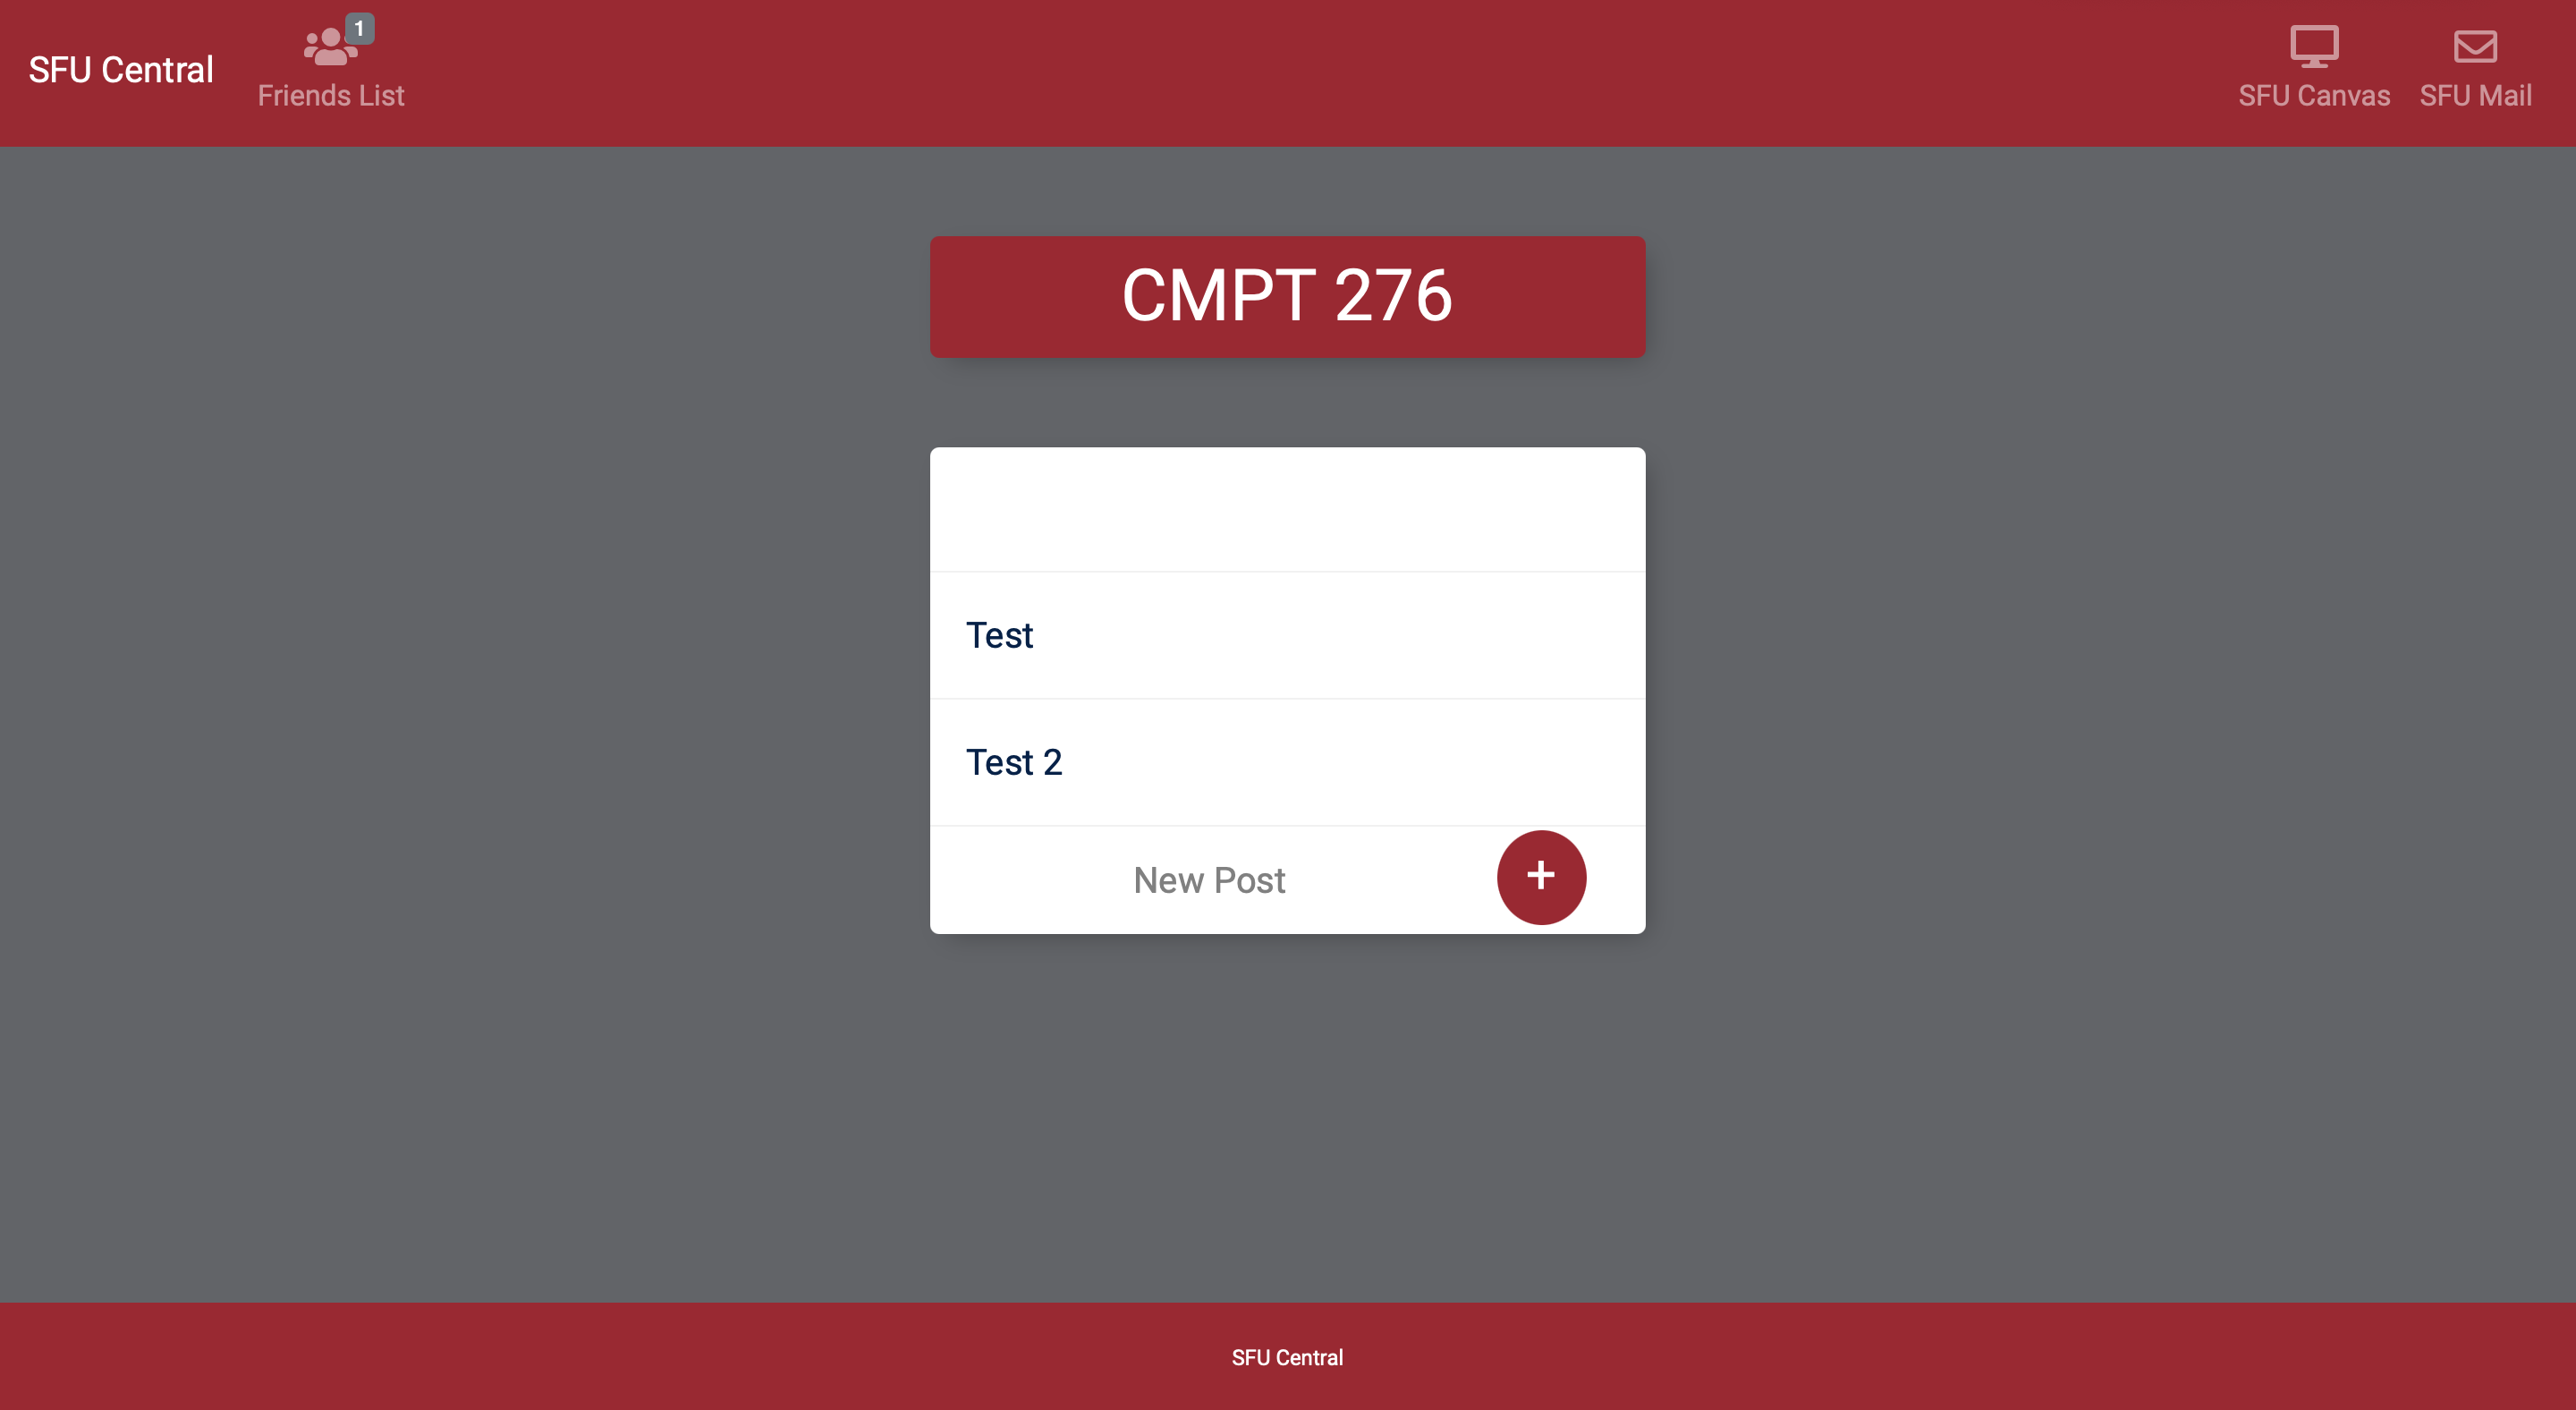 SFU Central
1
Friends List
SFU Canvas
SFU Mail
CMPT 276
Test
Test 2
New Post
+
SFU Central